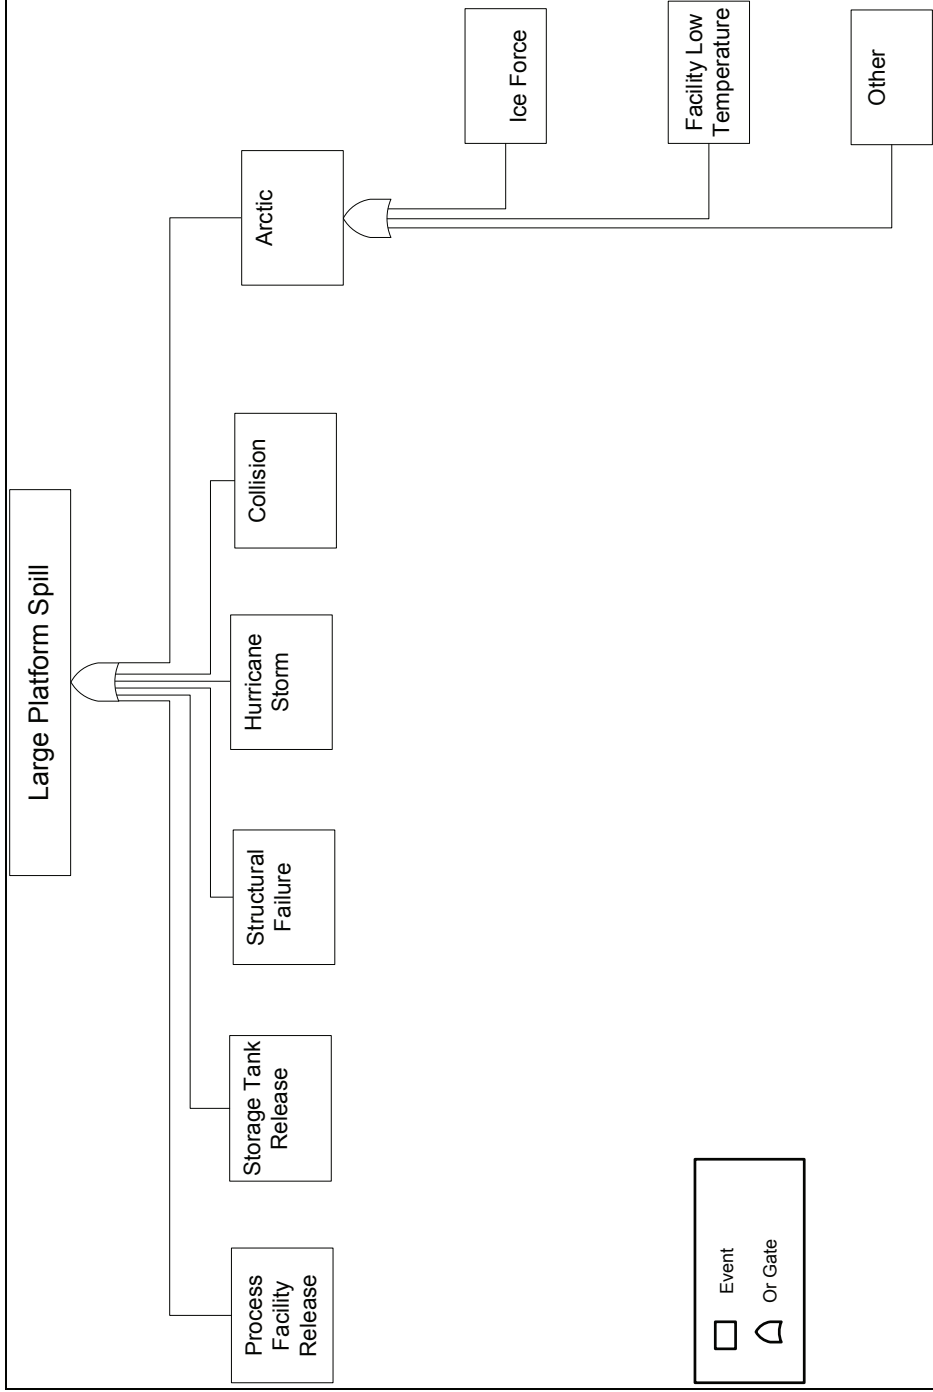 Large Platform Spill
Process
Facility
Release
Storage Tank
Release
Structural
Failure
Hurricane
Storm
Collision
Arctic
Ice Force
Facility Low
Temperature
Other
Event
Or Gate